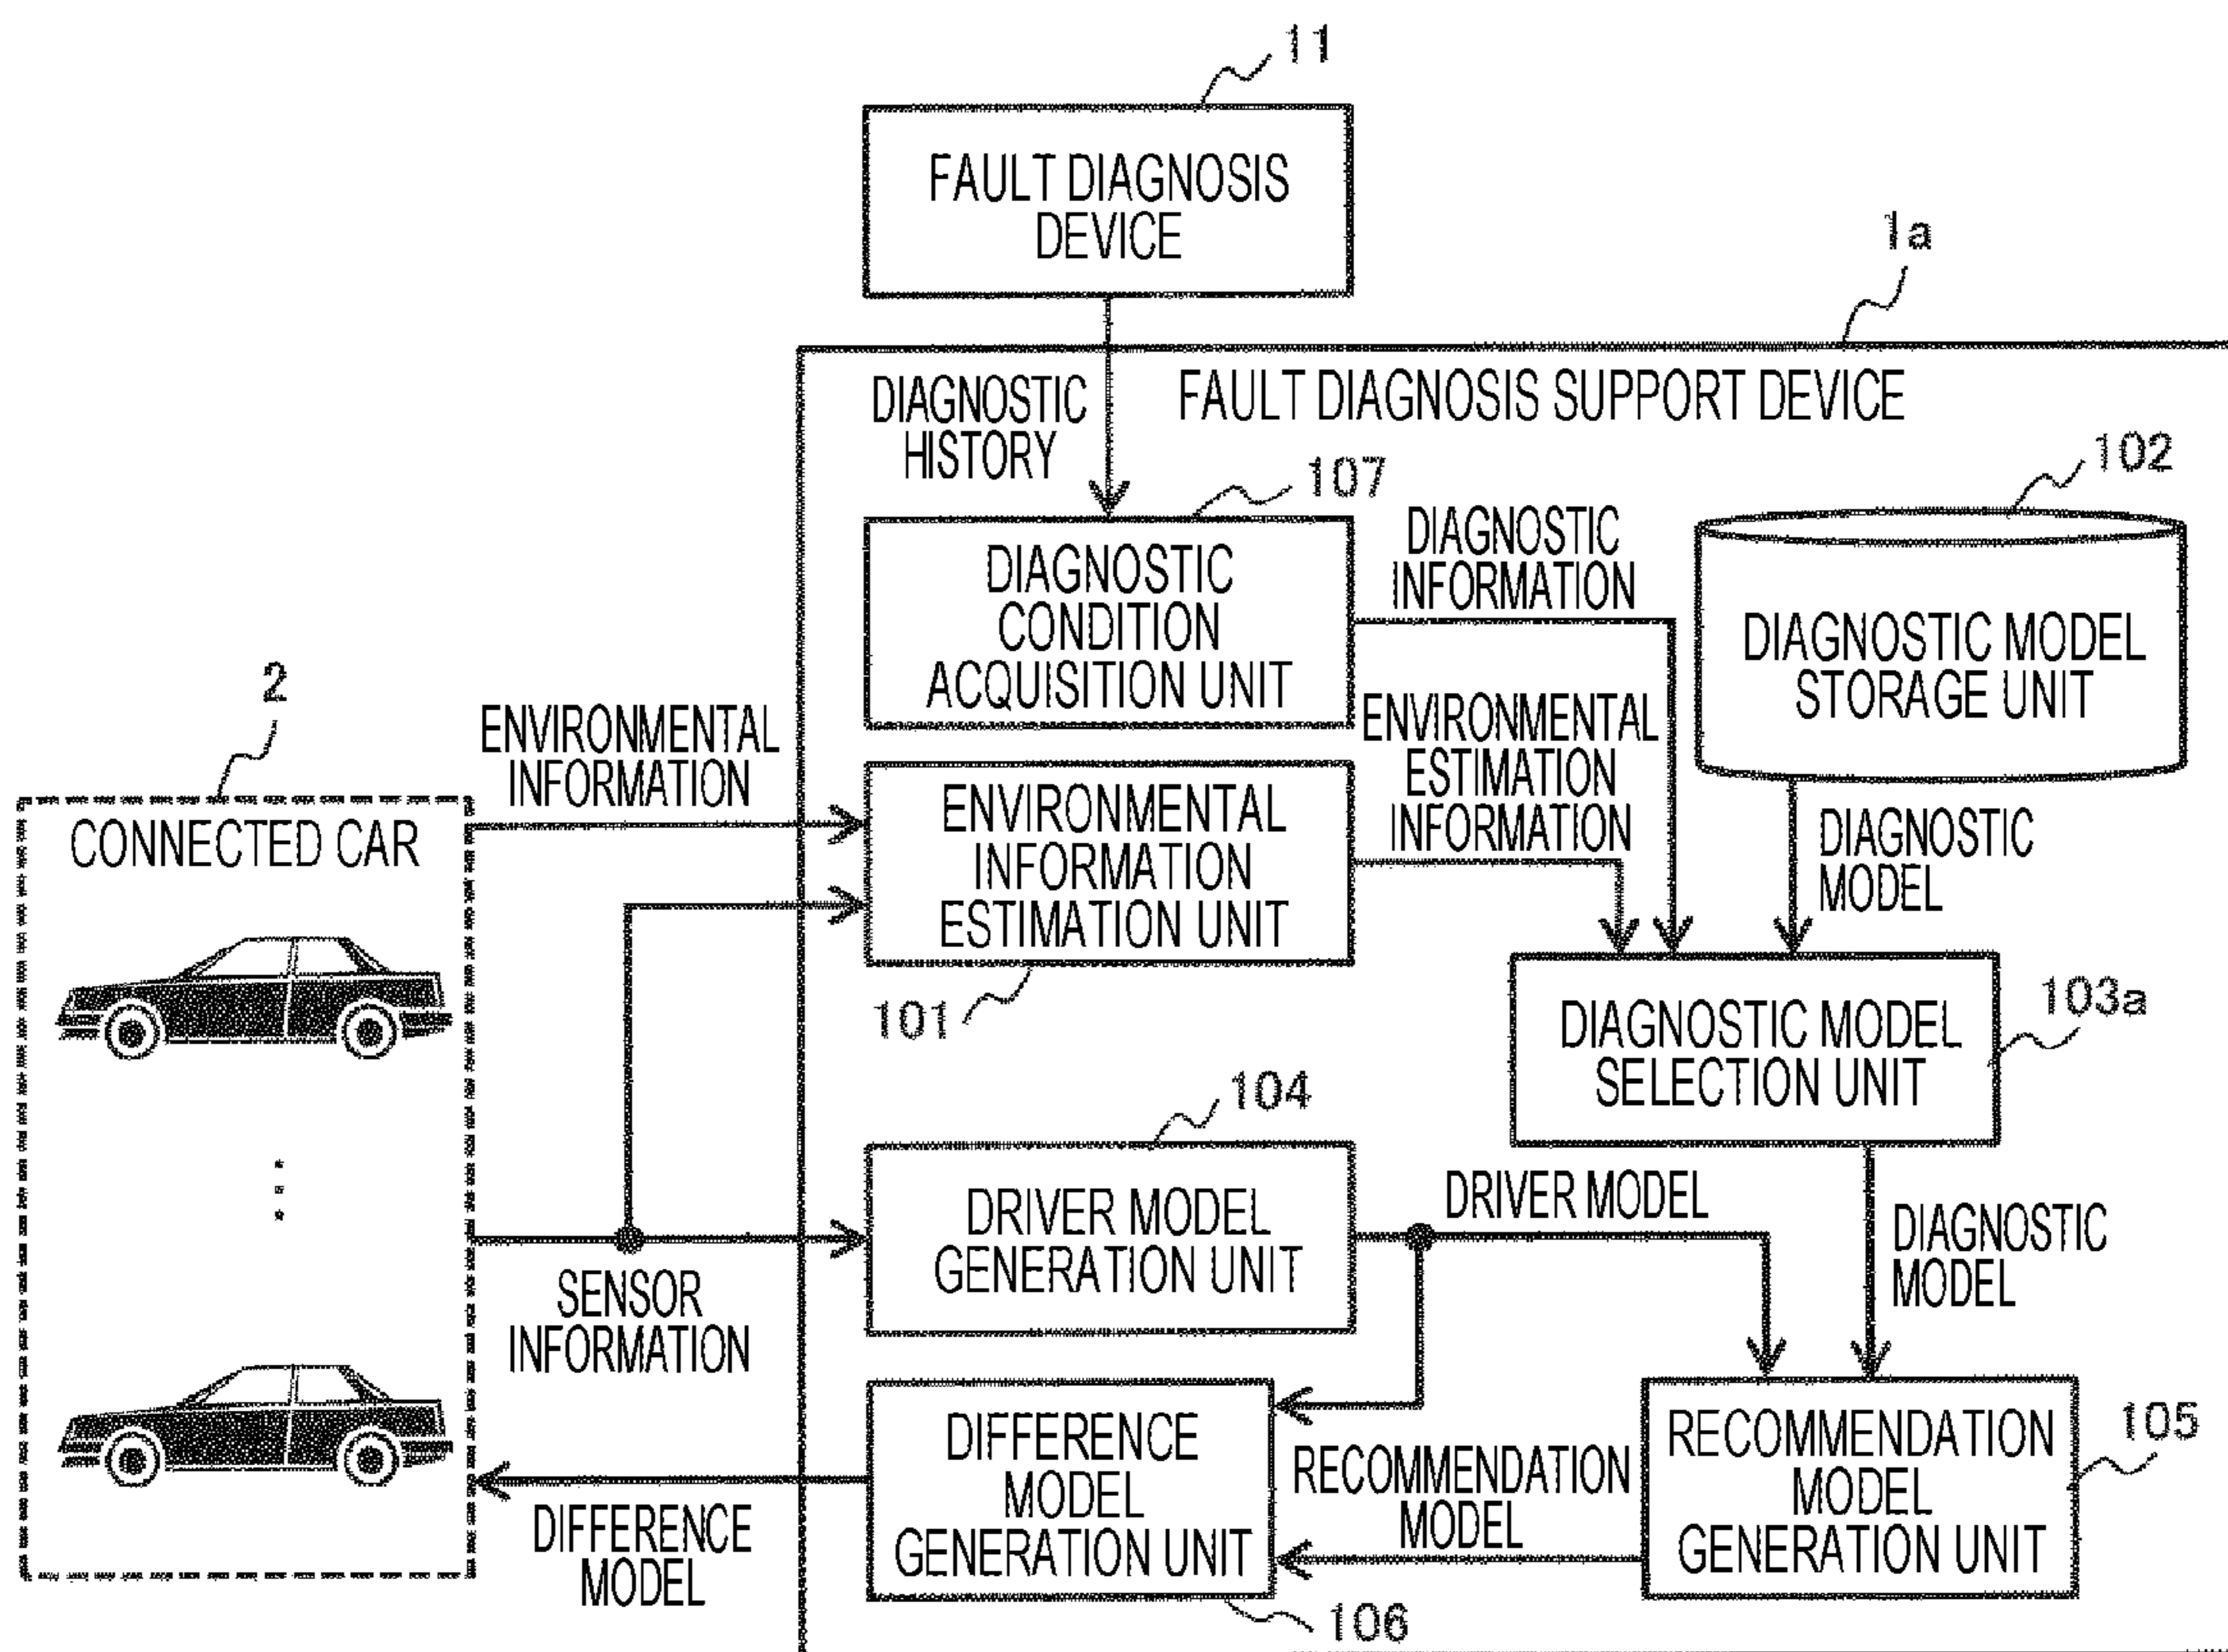 11
FAULT DIAGNOSIS
DEVICE
1a
DIAGNOSTIC
HISTORY
FAULT DIAGNOSIS SUPPORT DEVICE
107
102
DIAGNOSTIC
CONDITION
ACQUISITION UNIT
DIAGNOSTIC
INFORMATION
DIAGNOSTIC MODEL
STORAGE UNIT
2
ENVIRONMENTAL
INFORMATION
ENVIRONMENTAL
ESTIMATION
INFORMATION
CONNECTED CAR
ENVIRONMENTAL
INFORMATION
ESTIMATION UNIT
101
DIAGNOSTIC
MODEL
DIAGNOSTIC MODEL
SELECTION UNIT
103a
104
DRIVER MODEL
GENERATION UNIT
DRIVER MODEL
DIAGNOSTIC
MODEL
SENSOR
INFORMATION
DIFFERENCE
MODEL
GENERATION UNIT
106
RECOMMENDATION
MODEL
RECOMMENDATION
MODEL
GENERATION UNIT
105
DIFFERENCE
MODEL